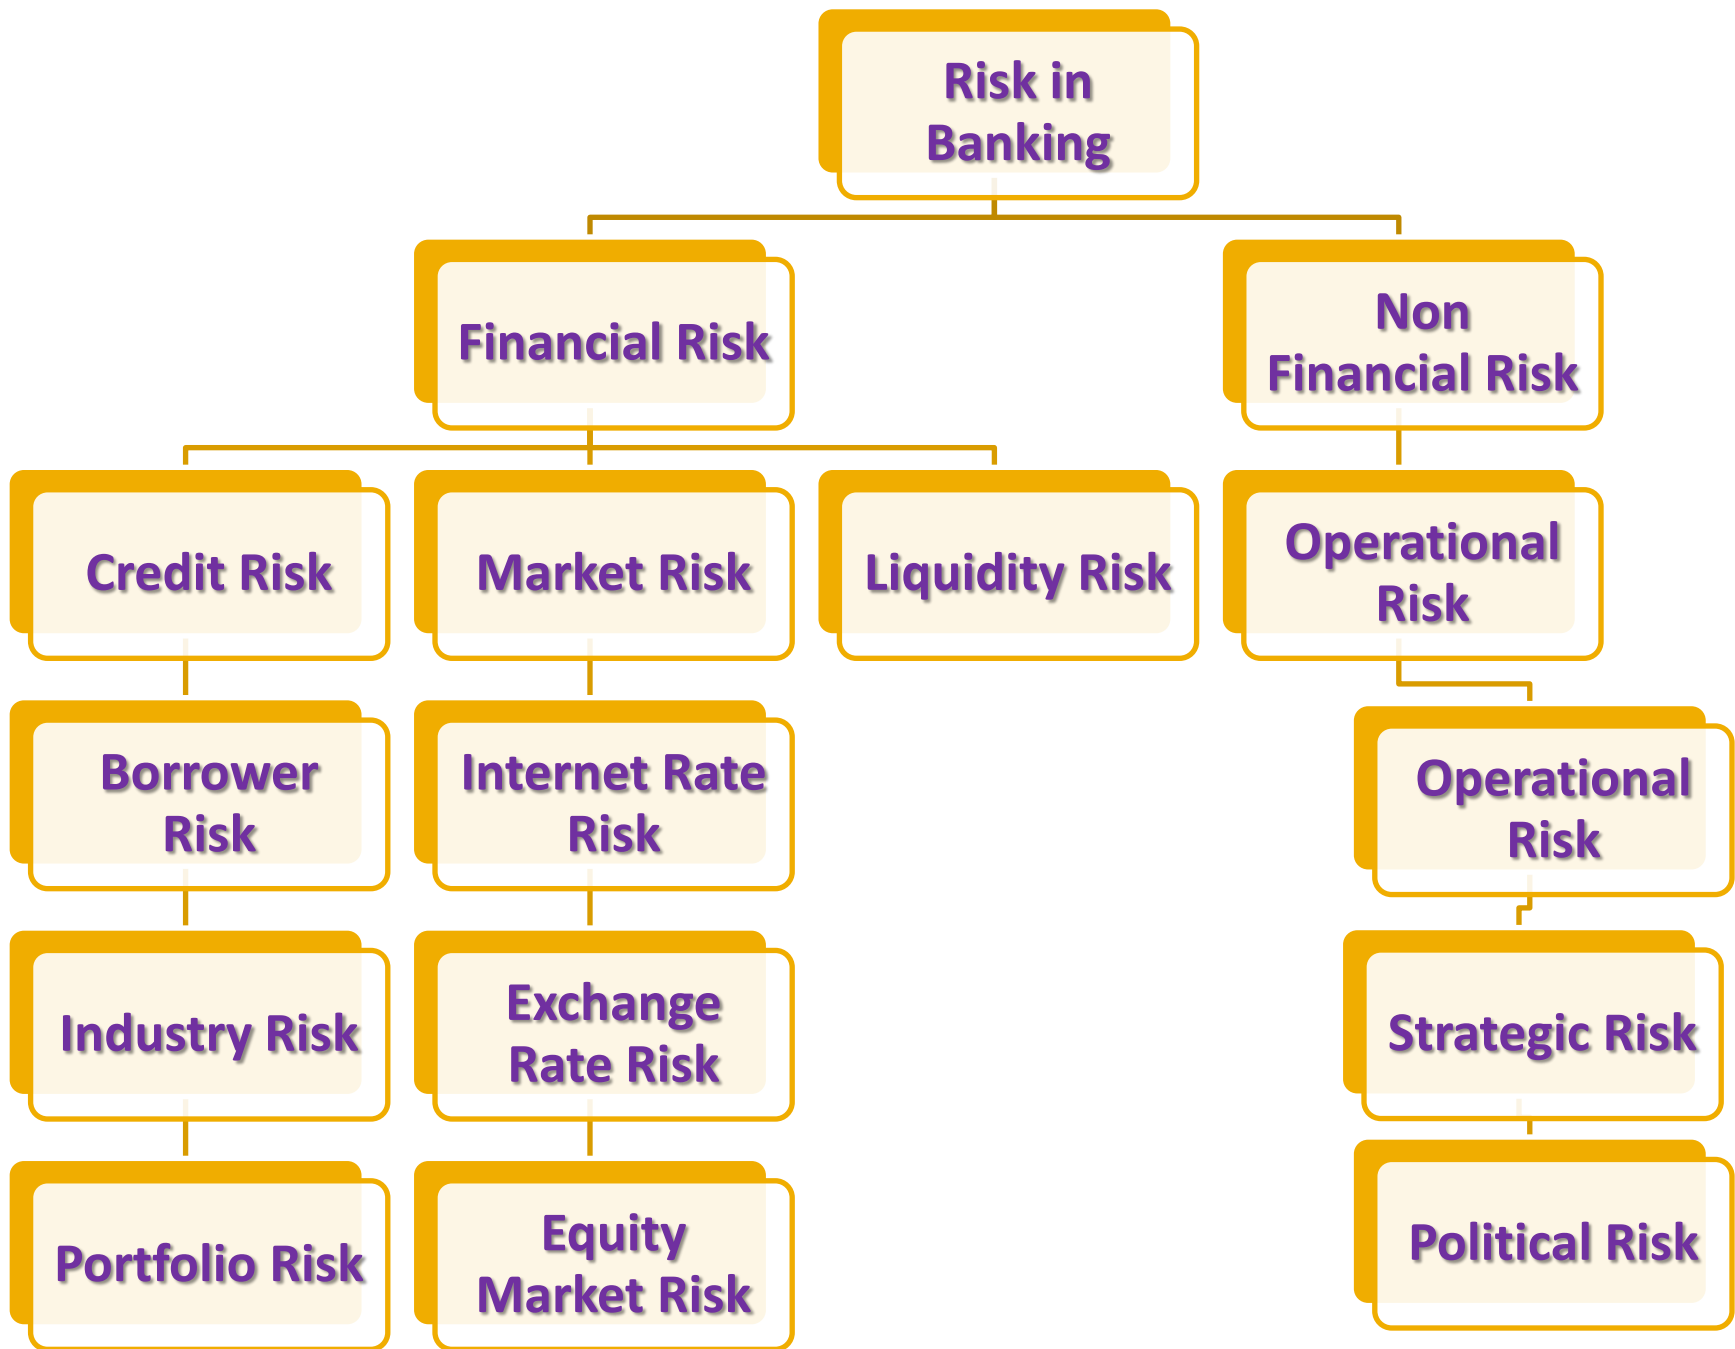 Risk in
Banking
Financial Risk
Non
Financial Risk
Credit Risk
Market Risk
Liquidity Risk
Operational
Risk
Borrower
Risk
Internet Rate
Risk
Operational
Risk
Industry Risk
Exchange
Rate Risk
Strategic Risk
Portfolio Risk
Equity
Market Risk
Political Risk